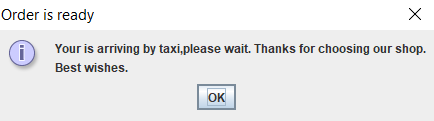 Order is ready
Your is arriving by taxi,please wait. Thanks for choosing our shop.
Best wishes.
OK